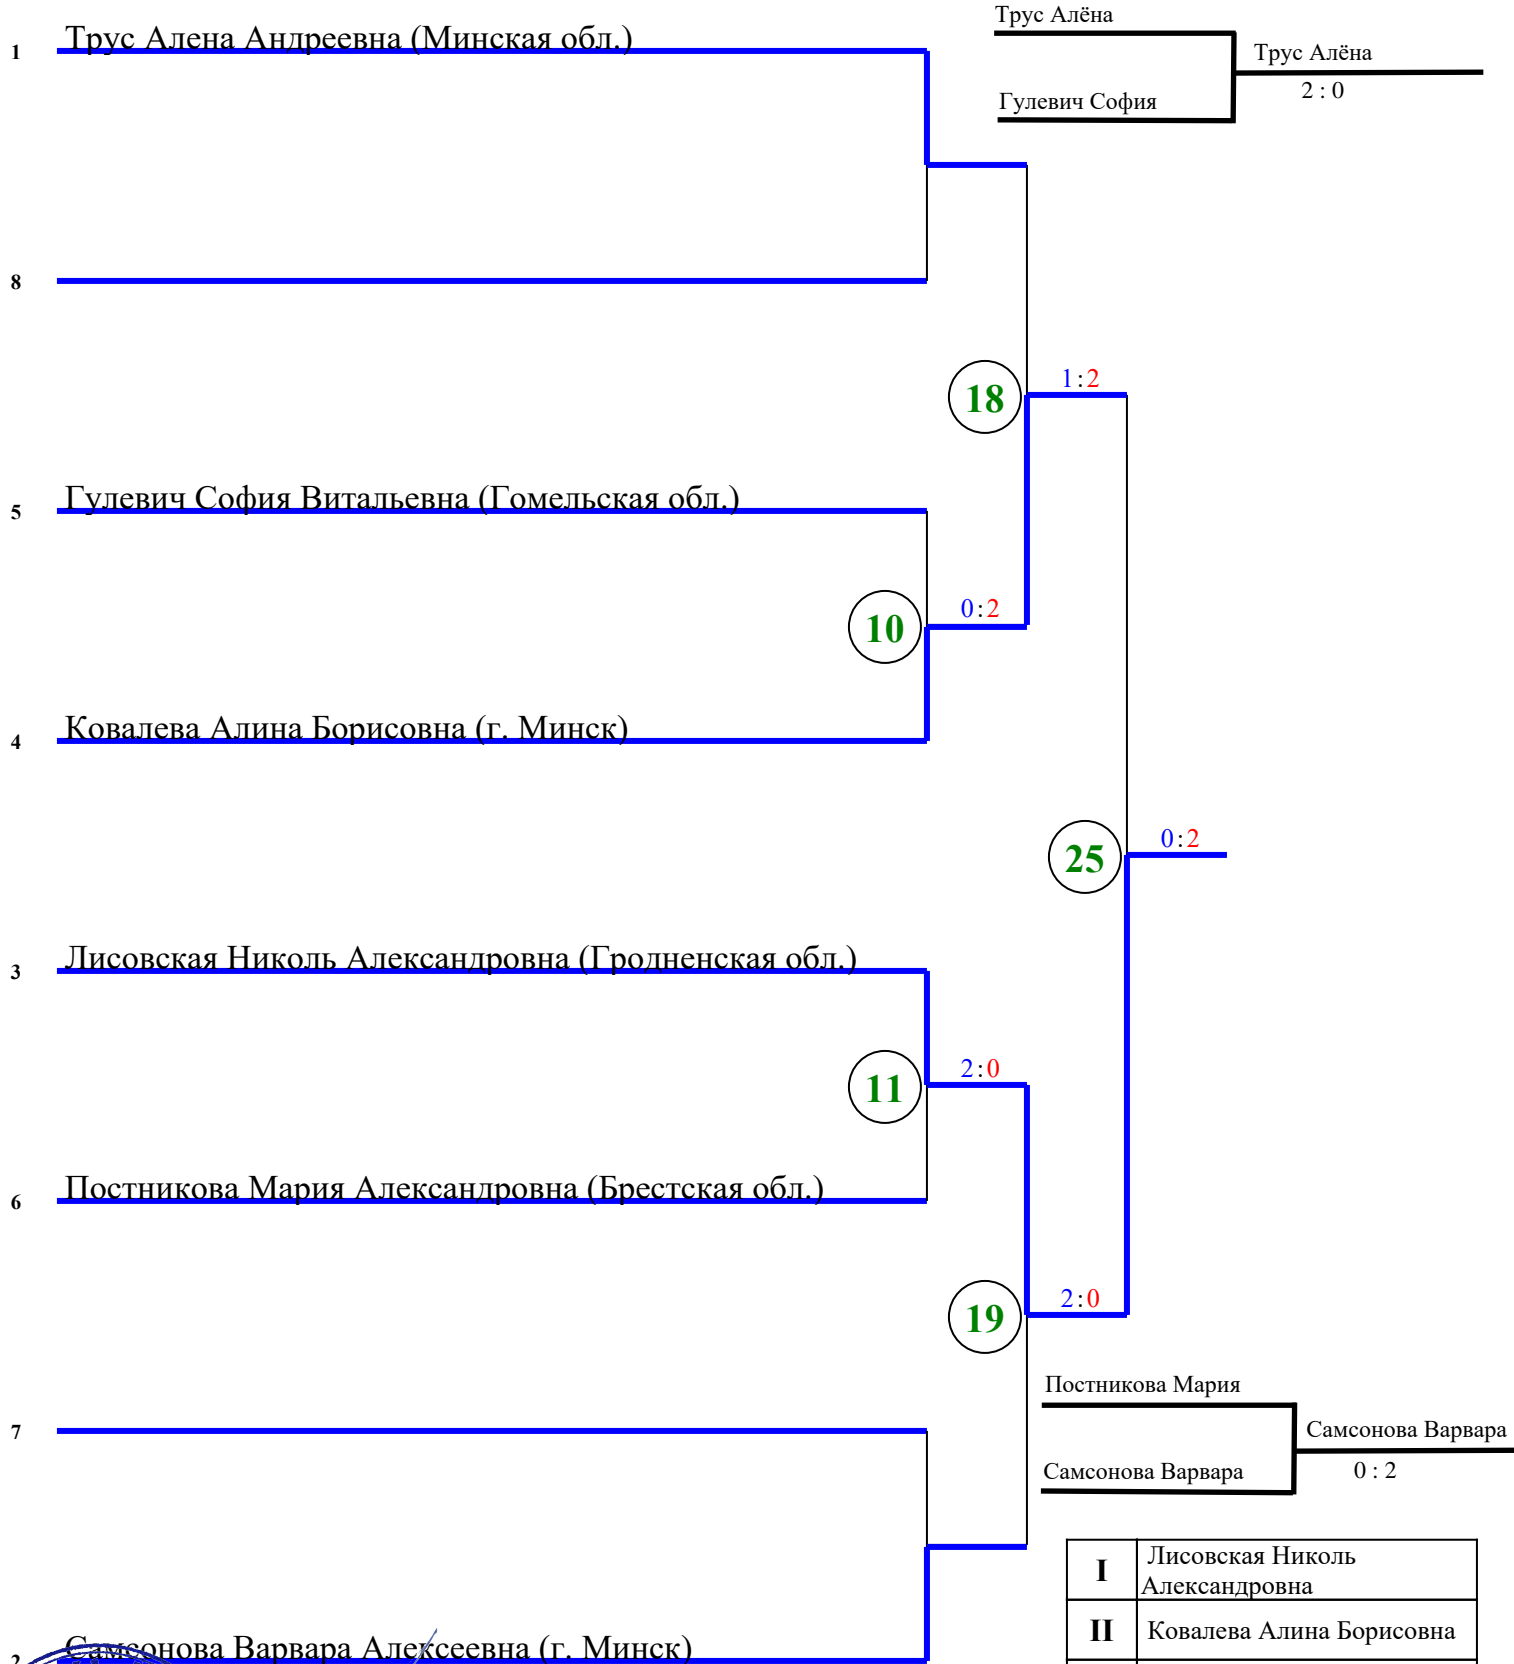 Трус Алёна
1 Трус Алена Андреевна (Минская обл.)
Трус Алёна
2 : 0
Гулевич София
8
1:2
18
5 Гулевич София Витальевна (Гомельская обл.)
0:2
10
4 Ковалева Алина Борисовна (г. Минск)
0:2
25
3 Лисовская Николь Александровна (Гродненская обл.)
2:0
11
6 Постникова Мария Александровна (Брестская обл.)
2:0
19
Постникова Мария
7
Самсонова Варвара
Самсонова Варвара
0 : 2
I Лисовская Николь
Александровна
II Ковалева Алина Борисовна
2 Самсонова Варвара Алексеевна (г. Минск)